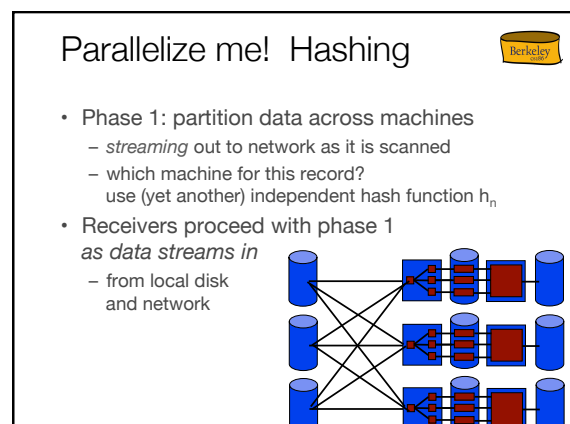 Parallelize me! Hashing
Berkeley
cs186
• Phase 1: partition data across machines
– streaming out to network as it is scanned
– which machine for this record?
use (yet another) independent hash function hn
• Receivers proceed with phase 1
as data streams in
– from local disk
and network